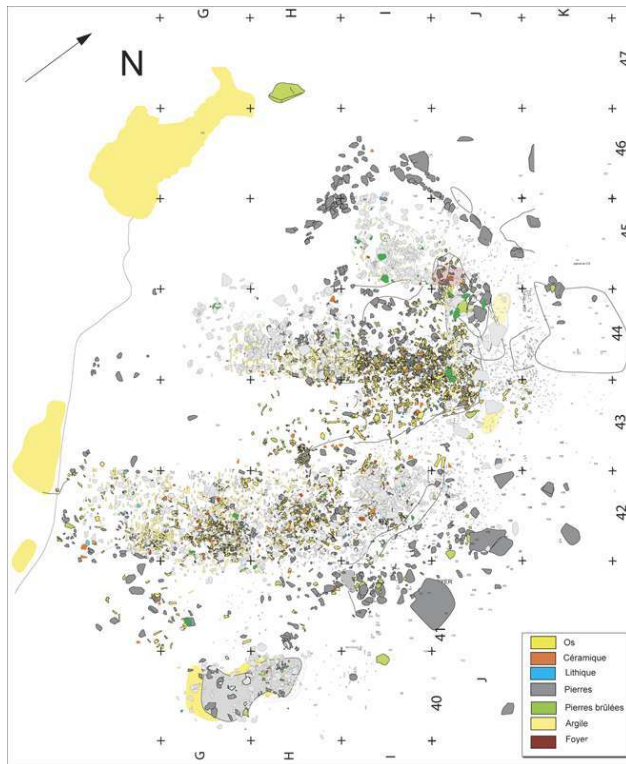 G H I J K
N
47
46
45
44
43
42
41
40
J
G H I
Os
Céramique
Lithique
Pierres
Pierres brûlées
Argile
Foyer